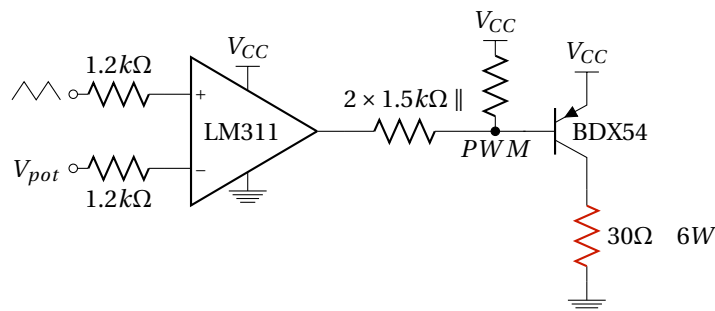 V_CC
V_CC
V_CC
1.2kΩ
2 × 1.5kΩ ∥
+
LM311
BDX54
PWM
V_pot
−
1.2kΩ
30Ω 6W